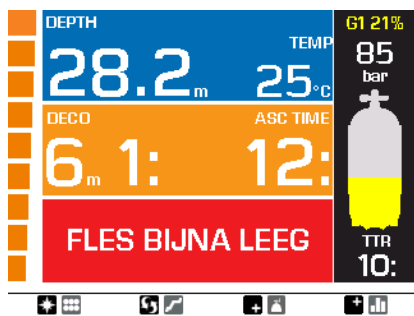 DEPTH
TEMP
28.2m
25°C
DECO
ASC TIME
6m 1:
12:
FLES BIJNA LEEG
G1 21%
85
bar
TTR
10: